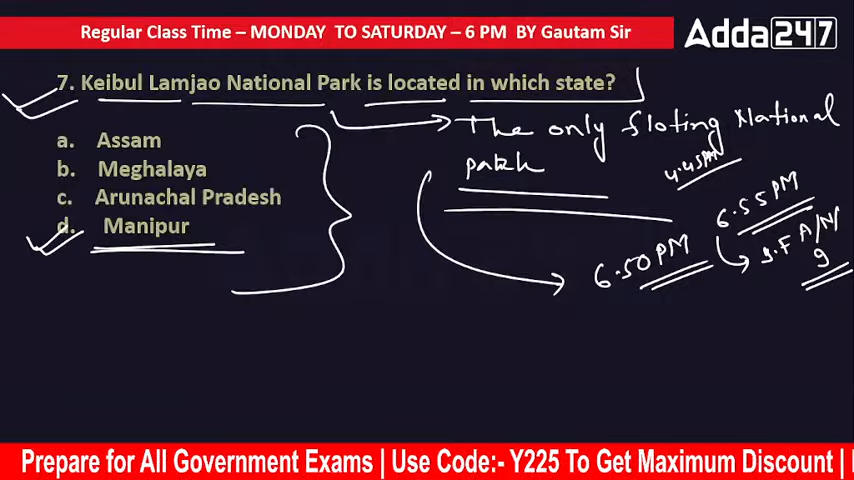 Regular Class Time – MONDAY TO SATURDAY – 6 PM BY Gautam Sir
Adda247
7. Keibul Lamjao National Park is located in which state?
The only floting National
park
a. Assam
b. Meghalaya
c. Arunachal Pradesh
d. Manipur
4.45PM
6.55PM
6.50PM
9
Prepare for All Government Exams | Use Code:- Y225 To Get Maximum Discount |